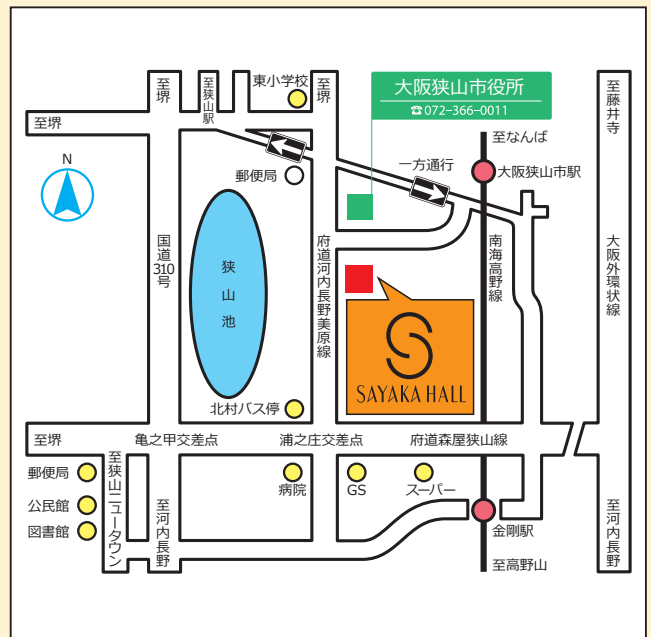 至堺
至狭山駅
東小学校
至堺
大阪狭山市役所
☎072-366-0011
至藤井寺
至堺
至なんば
N
一方通行
大阪狭山市駅
郵便局
国道310号
狭山池
府道河内長野美原線
南海高野線
大阪外環状線
SAYAKA HALL
北村バス停
至堺
亀之甲交差点
浦之庄交差点
府道森屋狭山線
郵便局
公民館
図書館
至狭山ニュータウン
至河内長野
病院
GS
スーパー
金剛駅
至高野山
至河内長野